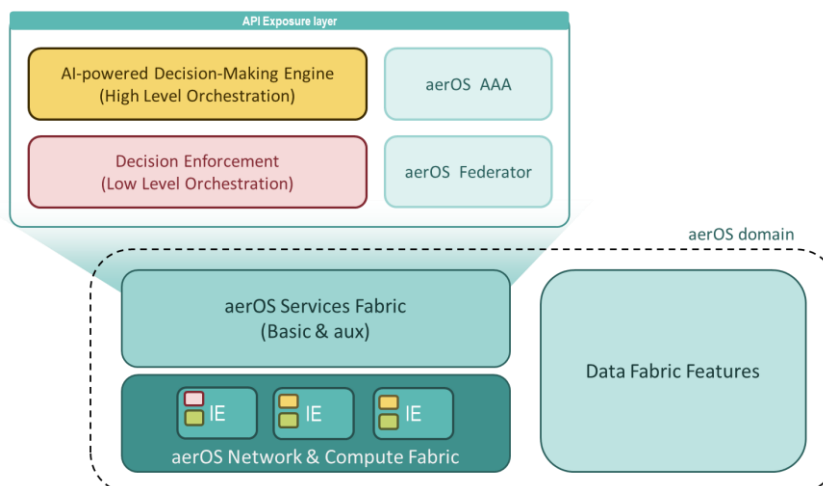 API Exposure layer
AI-powered Decision-Making Engine
(High Level Orchestration)
aerOS AAA
Decision Enforcement
(Low Level Orchestration)
aerOS Federator
aerOS domain
aerOS Services Fabric
(Basic & aux)
Data Fabric Features
IE
IE
IE
aerOS Network & Compute Fabric